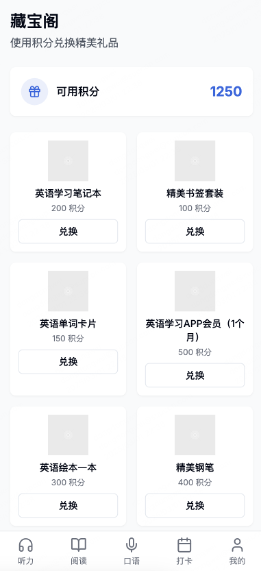 藏宝阁
使用积分兑换精美礼品
可用积分 1250
英语学习笔记本
200 积分
兑换
精美书签套装
100 积分
兑换
英语单词卡片
150 积分
兑换
英语学习APP会员（1个
月）
500 积分
兑换
英语绘本一本
300 积分
兑换
精美钢笔
400 积分
兑换
听力 阅读 口语 打卡 我的